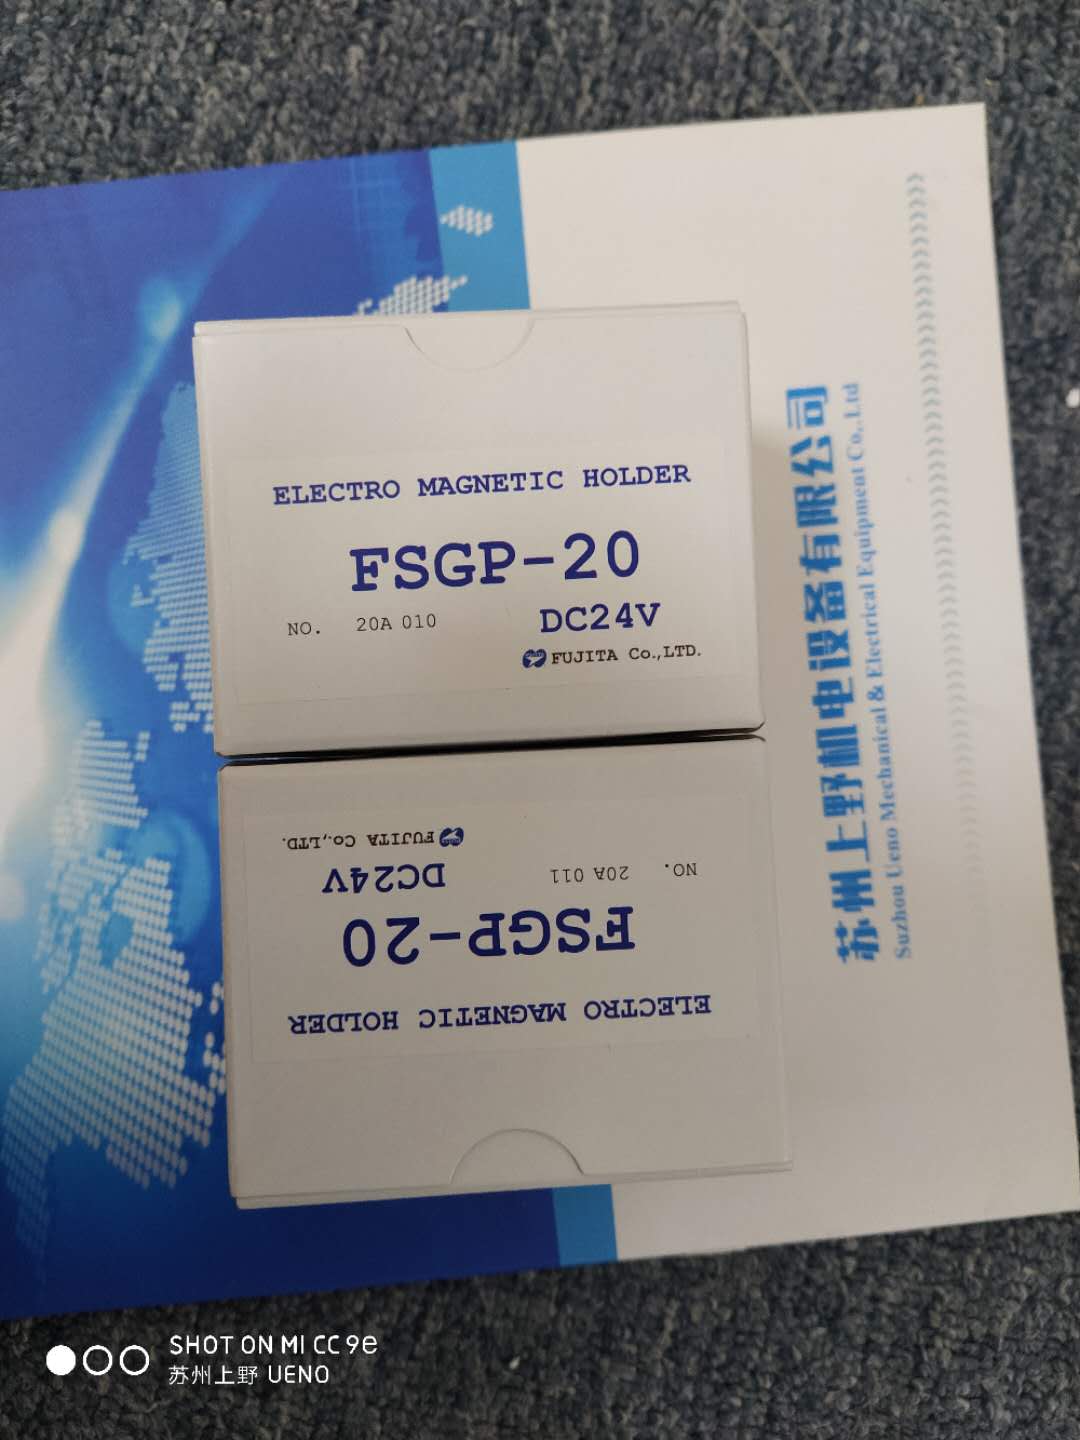 ELECTRO MAGNETIC HOLDER
FSGP-20
NO. 20A 010
DC24V
FUJITA Co.,LTD.
ELECTRO MAGNETIC HOLDER
FSGP-20
NO. 20A 011
DC24V
FUJITA Co.,LTD.
苏州上野机电设备有限公司
Suzhou Ueno Mechanical & Electrical Equipment Co,.Ltd
SHOT ON MI CC9e
苏州上野 UENO